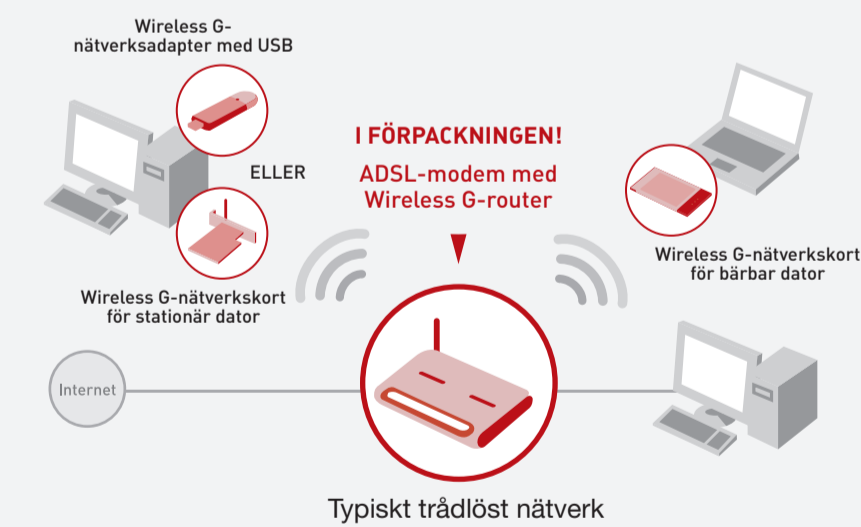 Wireless G-
nätverksadapter med USB
ELLER
Wireless G-nätverkskort
för stationär dator
I FÖRPACKNINGEN!
ADSL-modem med
Wireless G-router
Wireless G-nätverkskort
för bärbar dator
Internet
Typiskt trådlöst nätverk